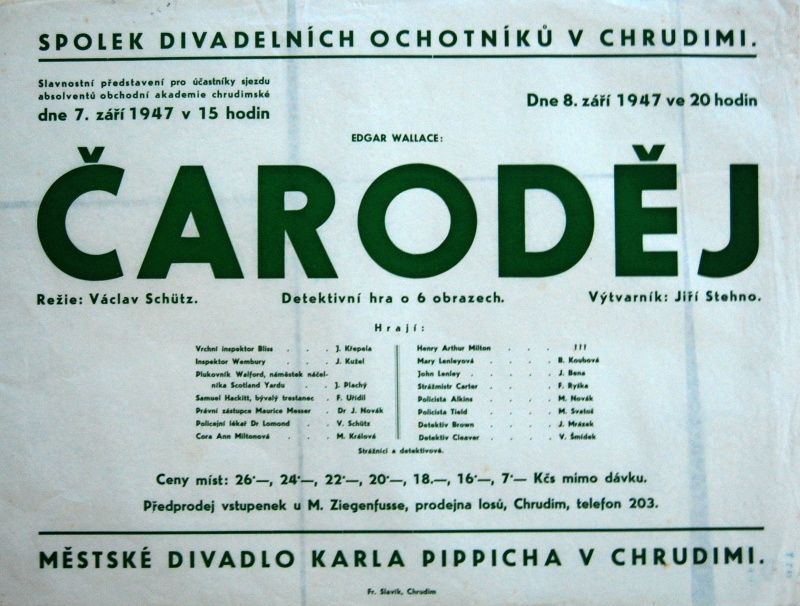 SPOLEK DIVADELNÍCH OCHOTNÍKŮ V CHRUDIMI.
Slavnostní představení pro účastníky sjezdu
absolventů obchodní akademie chrudimské
dne 7. září 1947 v 15 hodin
Dne 8. září 1947 ve 20 hodin
EDGAR WALLACE:
ČARODĚJ
Režie: Václav Schütz.
Detektivní hra o 6 obrazech.
Výtvarník: Jiří Stehno.
Hrají:
Vrchní inspektor Bliss . . . J. Křepela
Inspektor Wembury . . . J. Kužel
Plukovník Walford, náměstek náčel-
níka Scotland Yardu . . J. Plachý
Samuel Hackitt, bývalý trestanec . F. Uřidil
Právní zástupce Maurice Messer . Dr J. Novák
Policejní lékař Dr Lomond . . V. Schütz
Cora Ann Miltonová . . . M. Králová
Henry Arthur Milton . . . !!!
Mary Lenleyová . . . . B. Koubová
John Lenley . . . . . J. Bena
Strážmistr Carter . . . . F. Ryška
Policista Alkins . . . . M. Novák
Policista Tield . . . . M. Svatoš
Detektiv Brown . . . . J. Mrázek
Detektiv Cleaver . . . . V. Šmídek
Strážníci a detektivové.
Ceny míst: 26·—, 24·—, 22·—, 20·—, 18.—, 16·—, 7·— Kčs mimo dávku.
Předprodej vstupenek u M. Ziegenfusse, prodejna losů, Chrudim, telefon 203.
MĚSTSKÉ DIVADLO KARLA PIPPICHA V CHRUDIMI.
Fr. Slavík, Chrudim